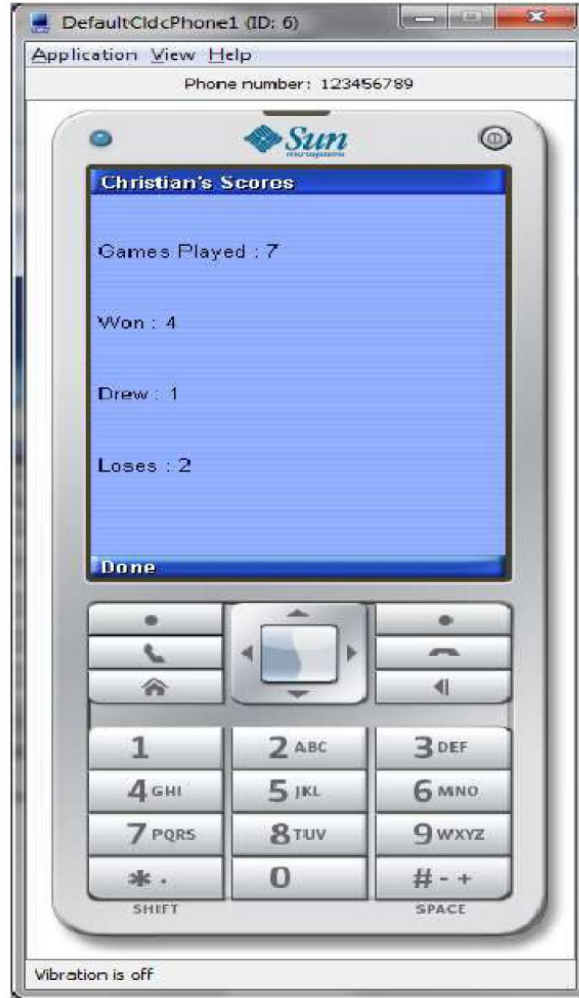 DefaultCldcPhone1 (ID: 6)
Application View Help
Phone number: 123456789
Sun
microsystems
Christian's Scores
Games Played : 7
Won : 4
Drew : 1
Loses : 2
Done
1 2 ABC 3 DEF
4 GHI 5 JKL 6 MNO
7 PQRS 8 TUV 9 WXYZ
* . 0 # - +
SHIFT SPACE
Vibration is off